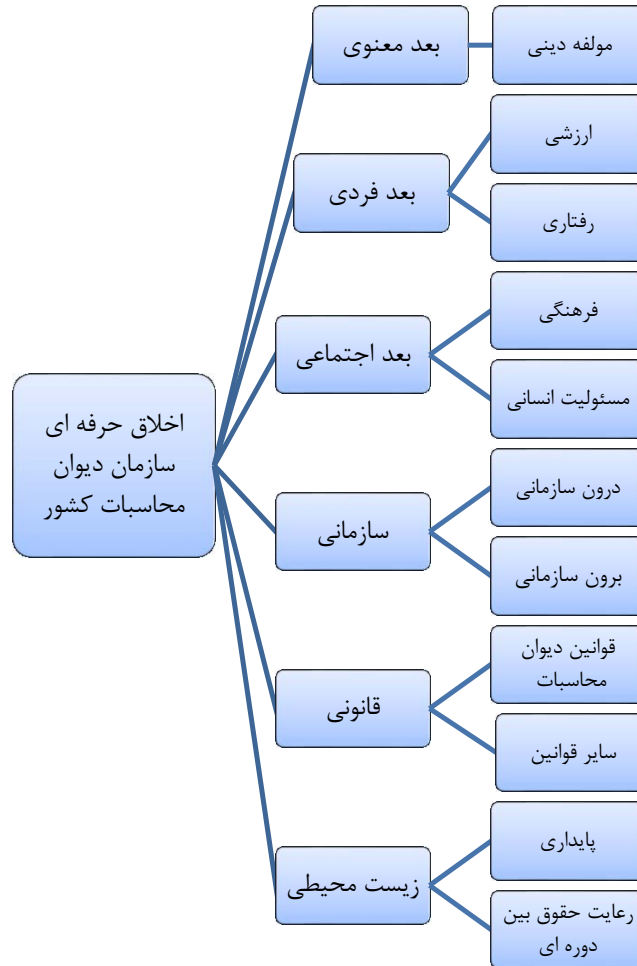 بعد معنوی
مولفه دینی
بعد فردی
ارزشی
رفتاری
بعد اجتماعی
فرهنگی
مسئولیت انسانی
اخلاق حرفه ای
سازمان دیوان
محاسبات کشور
سازمانی
درون سازمانی
برون سازمانی
قانونی
قوانین دیوان
محاسبات
سایر قوانین
زیست محیطی
پایداری
رعایت حقوق بین
دوره ای